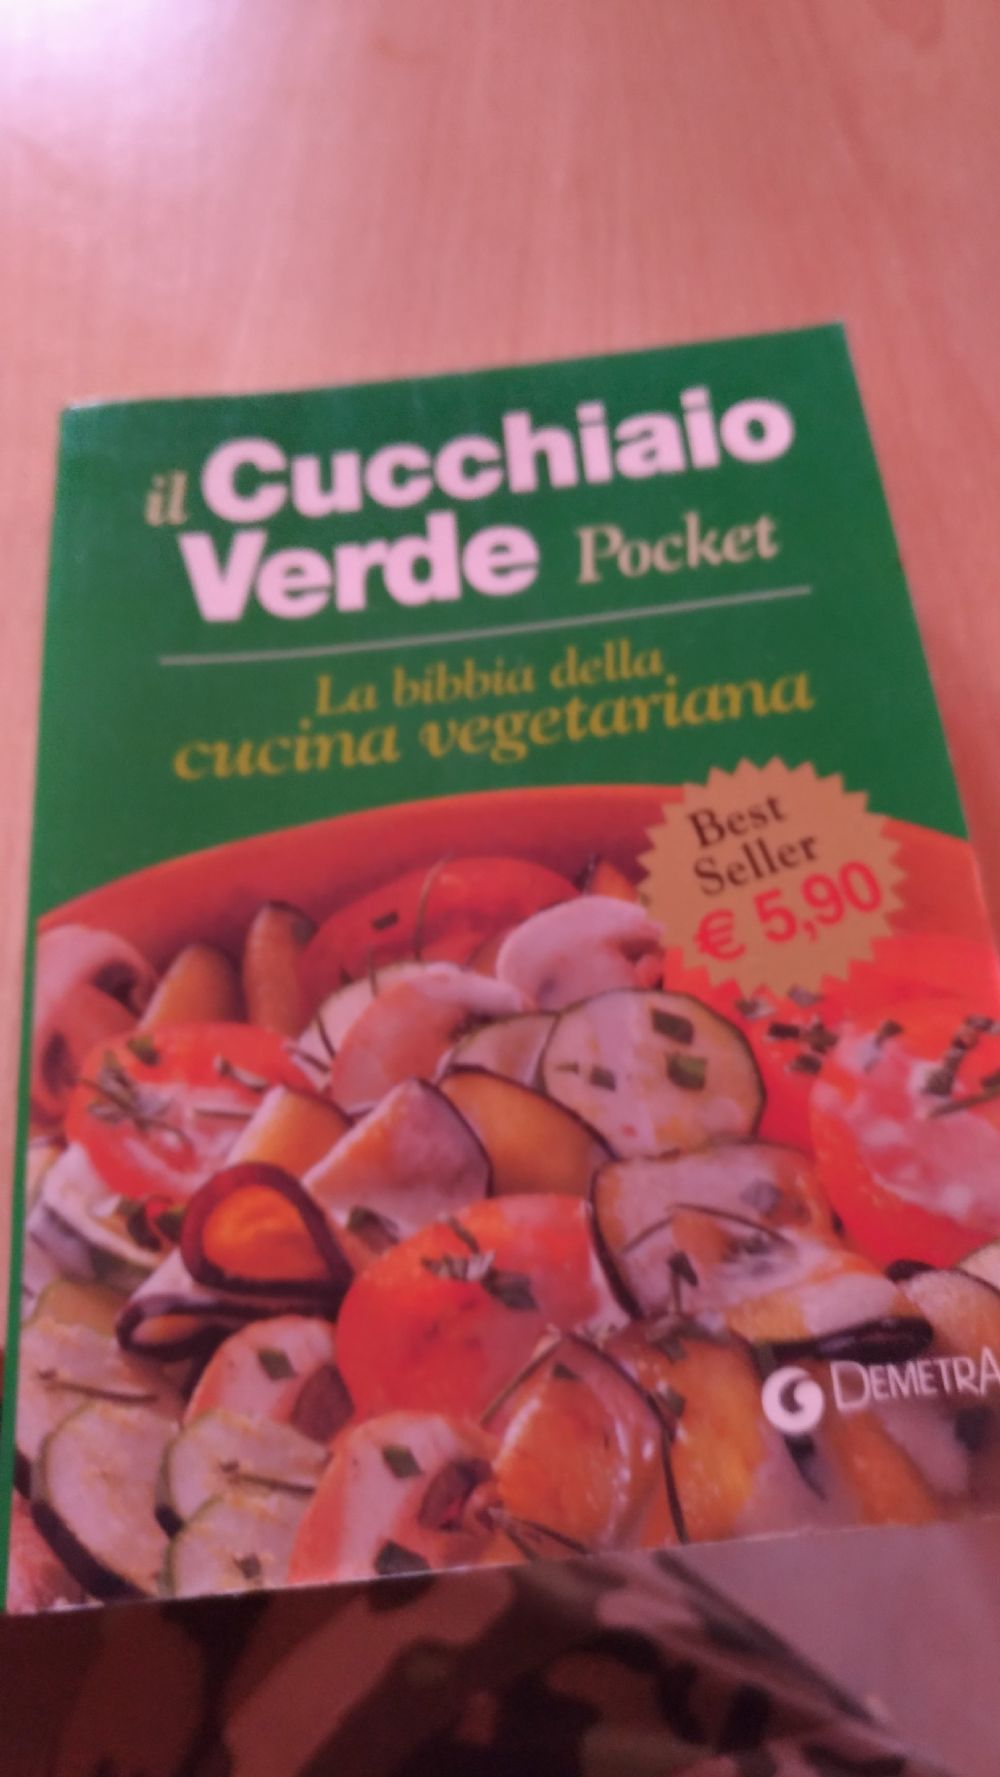 il Cucchiaio
Verde Pocket
La bibbia della
cucina vegetariana
Best
Seller
€ 5,90
DEMETRA